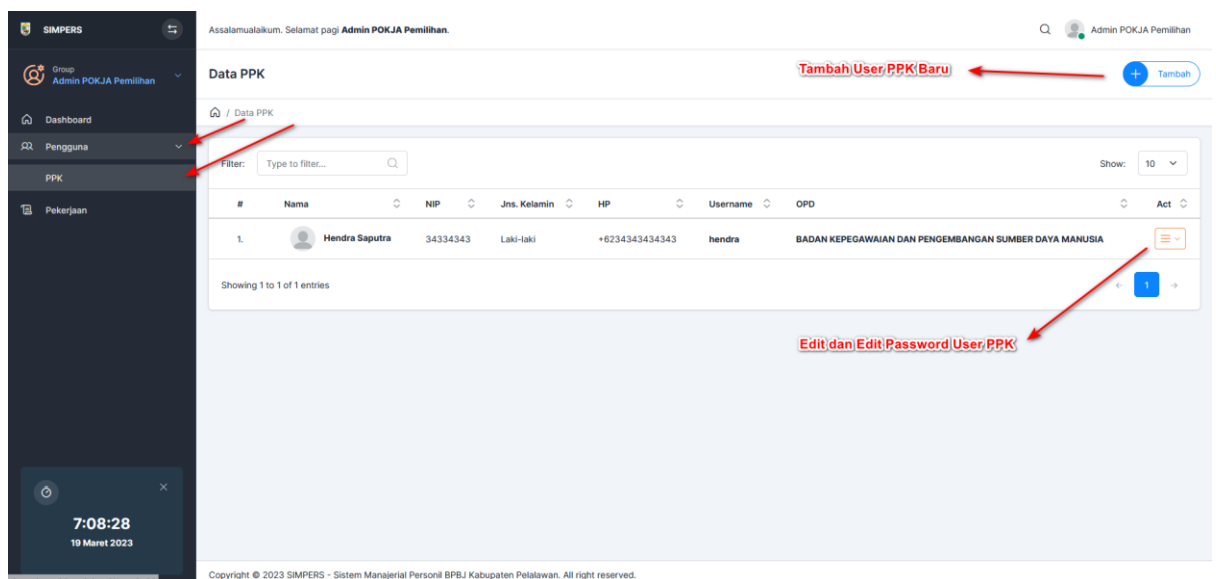 SIMPERS
Assalamualaikum. Selamat pagi Admin POKJA Pemilihan.
Admin POKJA Pemilihan
Group
Admin POKJA Pemilihan
Data PPK
Tambah User PPK Baru
+ Tambah
Dashboard
/ Data PPK
Pengguna
PPK
Pekerjaan
Filter: Type to filter...
Show: 10
# Nama NIP Jns. Kelamin HP Username OPD Act
1. Hendra Saputra 34334343 Laki-laki +6234343434343 hendra BADAN KEPEGAWAIAN DAN PENGEMBANGAN SUMBER DAYA MANUSIA
Showing 1 to 1 of 1 entries
← 1 →
Edit dan Edit Password User PPK
7:08:28
19 Maret 2023
Copyright © 2023 SIMPERS - Sistem Manajerial Personil BPBJ Kabupaten Pelalawan. All right reserved.